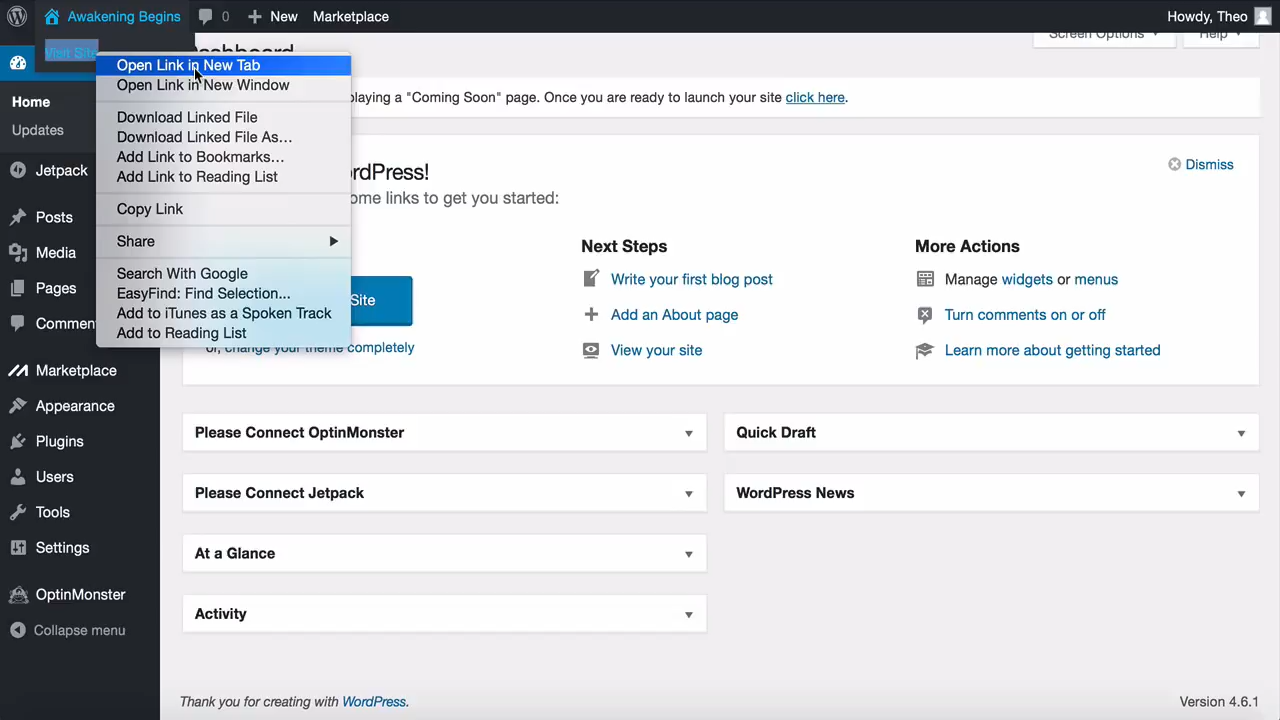 Awakening Begins 0 New Marketplace Howdy, Theo
Visit Site
Dashboard Screen Options Help
Open Link in New Tab
Open Link in New Window
Download Linked File
Download Linked File As...
Add Link to Bookmarks...
Add Link to Reading List
Copy Link
Share
Search With Google
EasyFind: Find Selection...
Add to iTunes as a Spoken Track
Add to Reading List
Home
Updates
Jetpack
Posts
Media
Pages
Marketplace
Appearance
Plugins
Users
Tools
Settings
OptinMonster
Collapse menu
a "Coming Soon" page. Once you are ready to launch your site click here.
Dismiss
links to get you started:
Site
or, change your theme completely
Next Steps
Write your first blog post
Add an About page
View your site
More Actions
Manage widgets or menus
Turn comments on or off
Learn more about getting started
Please Connect OptinMonster
Please Connect Jetpack
At a Glance
Activity
Quick Draft
WordPress News
Thank you for creating with WordPress.
Version 4.6.1